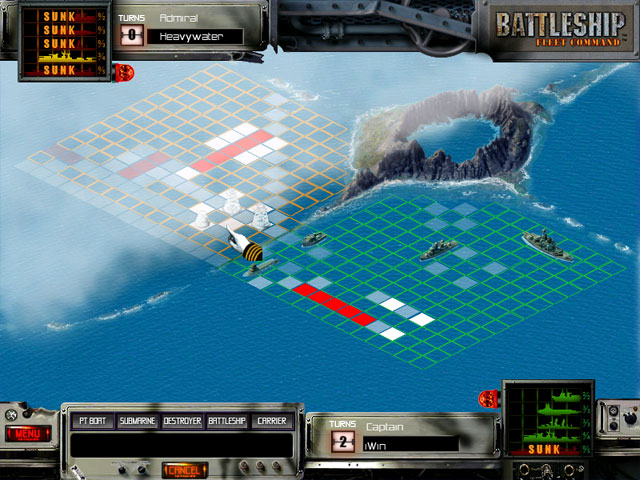 TURNS Admiral
0 Heavywater
SUNK
SUNK
SUNK
SUNK
BATTLESHIP
FLEET COMMAND
MENU
PT BOAT SUBMARINE DESTROYER BATTLESHIP CARRIER
CANCEL
TURNS Captain
2 iWin
SUNK